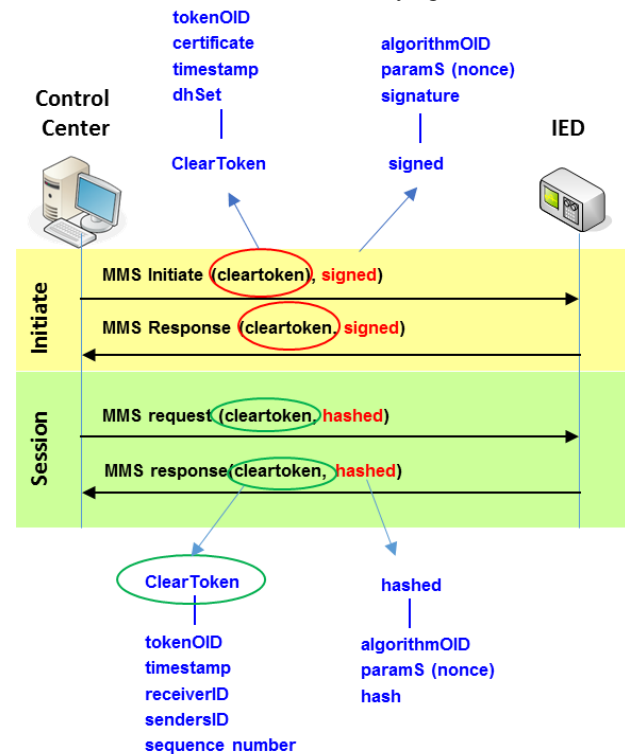 tokenOID
certificate
timestamp
dhSet
algorithmOID
paramS (nonce)
signature
Control
Center
IED
ClearToken
signed
Initiate
MMS Initiate (cleartoken), signed)
MMS Response (cleartoken, signed)
Session
MMS request (cleartoken, hashed)
MMS response(cleartoken, hashed)
ClearToken
hashed
tokenOID
timestamp
receiverID
sendersID
sequence number
algorithmOID
paramS (nonce)
hash